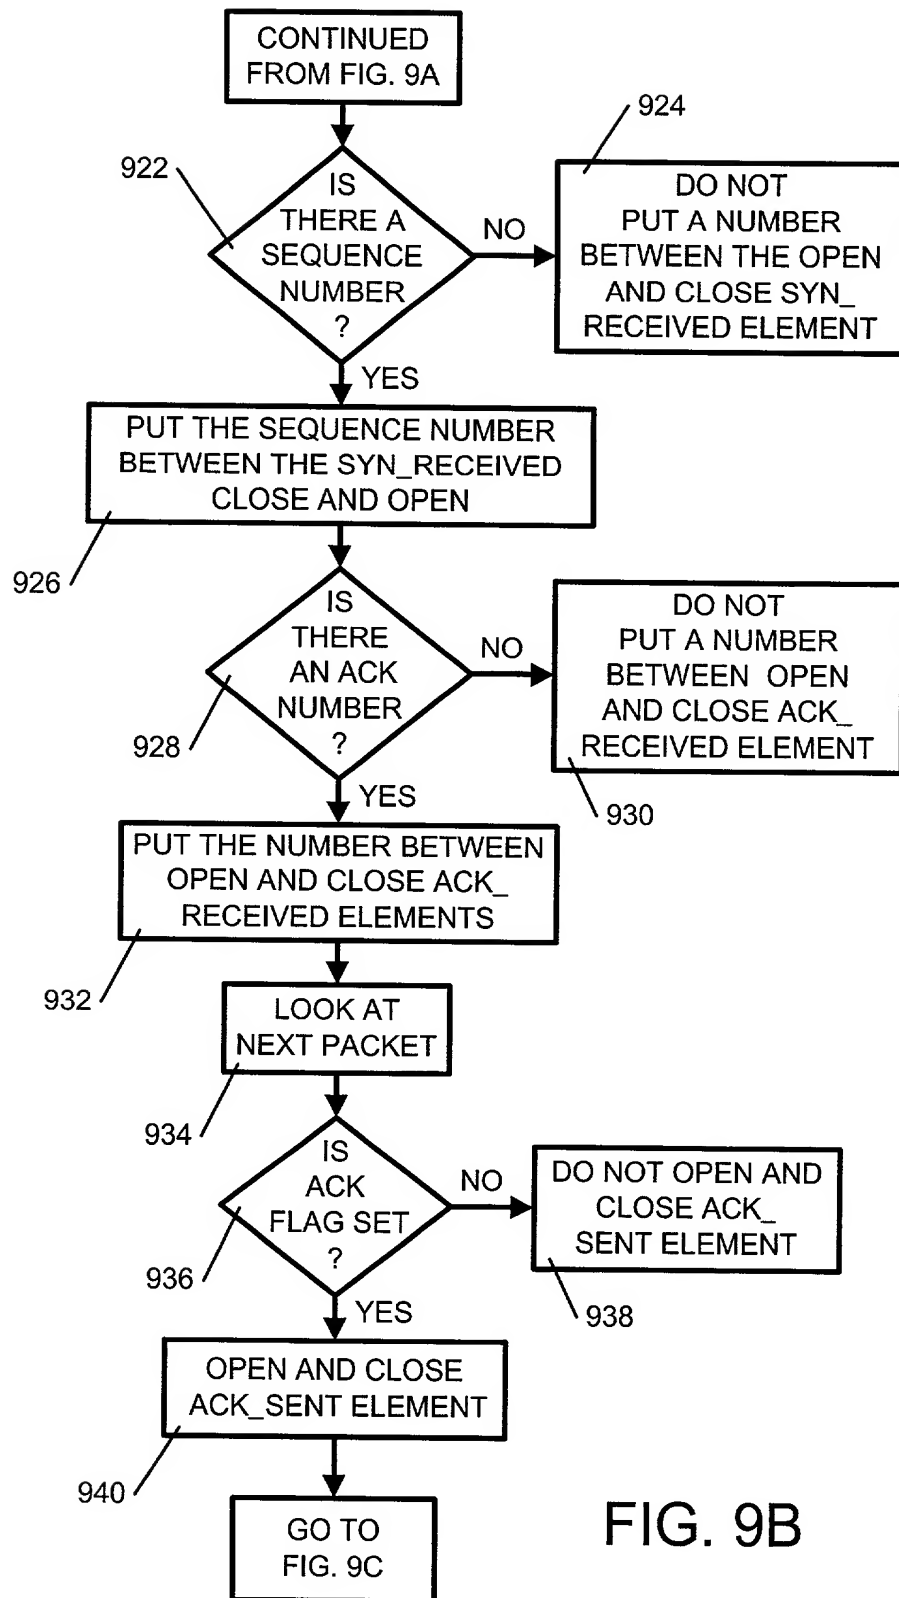 CONTINUED
FROM FIG. 9A
924
922
IS
THERE A
SEQUENCE
NUMBER
?
NO
DO NOT
PUT A NUMBER
BETWEEN THE OPEN
AND CLOSE SYN_
RECEIVED ELEMENT
YES
PUT THE SEQUENCE NUMBER
BETWEEN THE SYN_RECEIVED
CLOSE AND OPEN
926
IS
THERE
AN ACK
NUMBER
?
928
NO
DO NOT
PUT A NUMBER
BETWEEN OPEN
AND CLOSE ACK_
RECEIVED ELEMENT
930
YES
PUT THE NUMBER BETWEEN
OPEN AND CLOSE ACK_
RECEIVED ELEMENTS
932
LOOK AT
NEXT PACKET
934
IS
ACK
FLAG SET
?
936
NO
DO NOT OPEN AND
CLOSE ACK_
SENT ELEMENT
938
YES
OPEN AND CLOSE
ACK_SENT ELEMENT
940
GO TO
FIG. 9C
FIG. 9B